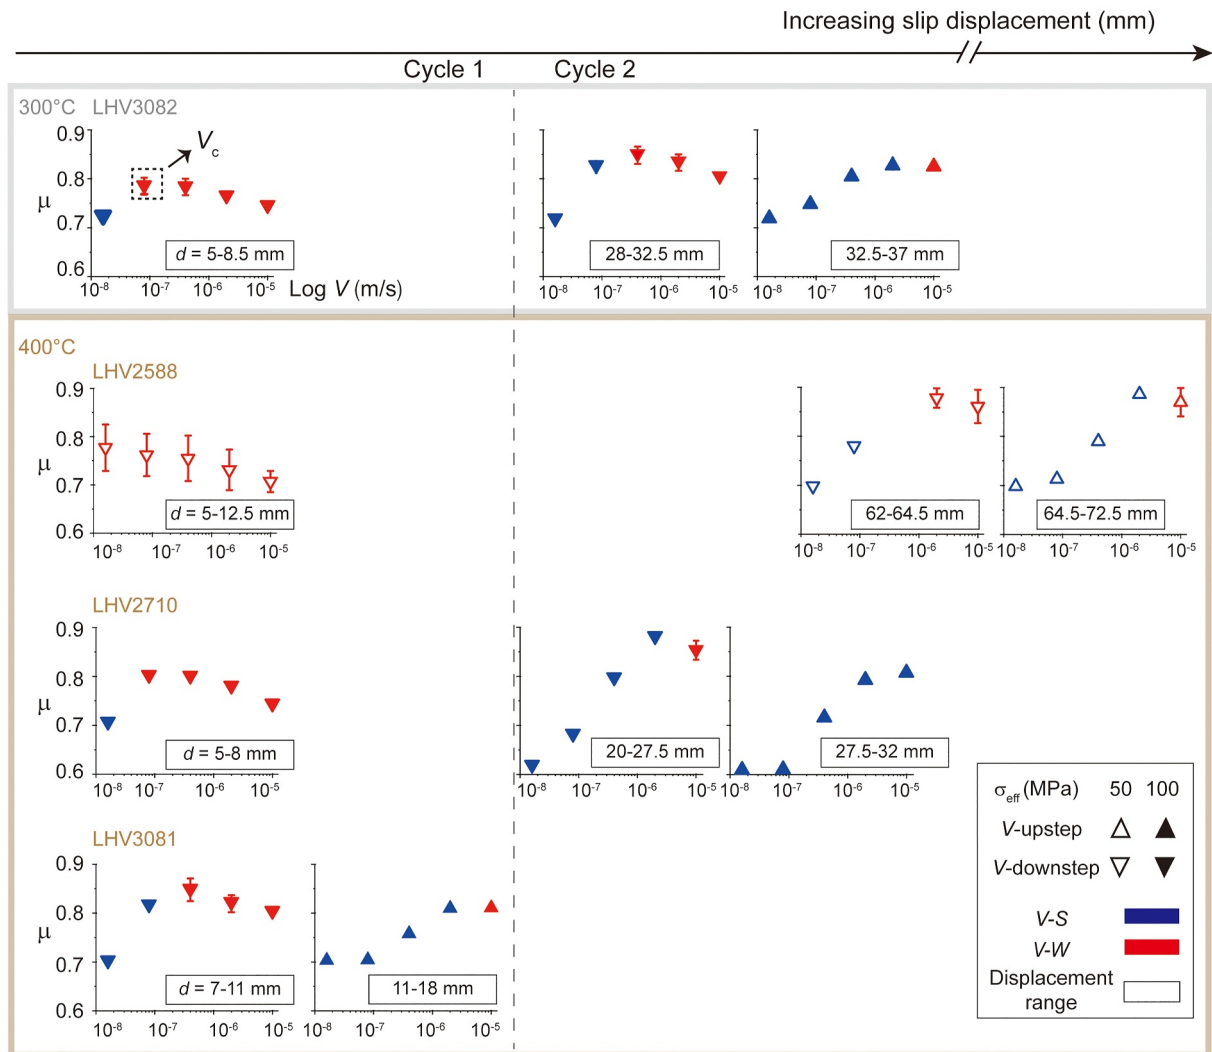 Increasing slip displacement (mm)
Cycle 1 Cycle 2
300°C LHV3082
0.9
0.8
μ
0.7
0.6
Vc
d = 5-8.5 mm
10-8 10-7 10-6 10-5
Log V (m/s)
28-32.5 mm
10-8 10-7 10-6 10-5
32.5-37 mm
10-8 10-7 10-6 10-5
400°C
LHV2588
0.9
0.8
μ
0.7
0.6
d = 5-12.5 mm
10-8 10-7 10-6 10-5
62-64.5 mm
10-8 10-7 10-6 10-5
64.5-72.5 mm
10-8 10-7 10-6 10-5
LHV2710
0.9
0.8
μ
0.7
0.6
d = 5-8 mm
10-8 10-7 10-6 10-5
20-27.5 mm
10-8 10-7 10-6 10-5
27.5-32 mm
10-8 10-7 10-6 10-5
LHV3081
0.9
0.8
μ
0.7
0.6
d = 7-11 mm
10-8 10-7 10-6 10-5
11-18 mm
10-8 10-7 10-6 10-5
σeff (MPa) 50 100
V-upstep
V-downstep
V-S
V-W
Displacement
range